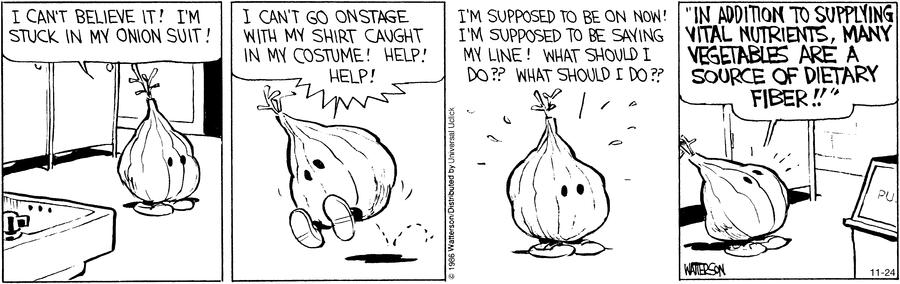 I CAN'T BELIEVE IT! I'M
STUCK IN MY ONION SUIT!
I CAN'T GO ONSTAGE
WITH MY SHIRT CAUGHT
IN MY COSTUME! HELP!
HELP!
© 1986 Watterson/Distributed by Universal Uclick
I'M SUPPOSED TO BE ON NOW!
I'M SUPPOSED TO BE SAYING
MY LINE! WHAT SHOULD I
DO?? WHAT SHOULD I DO??
"IN ADDITION TO SUPPLYING
VITAL NUTRIENTS, MANY
VEGETABLES ARE A
SOURCE OF DIETARY
FIBER!!"
PU
WATTERSON
11-24